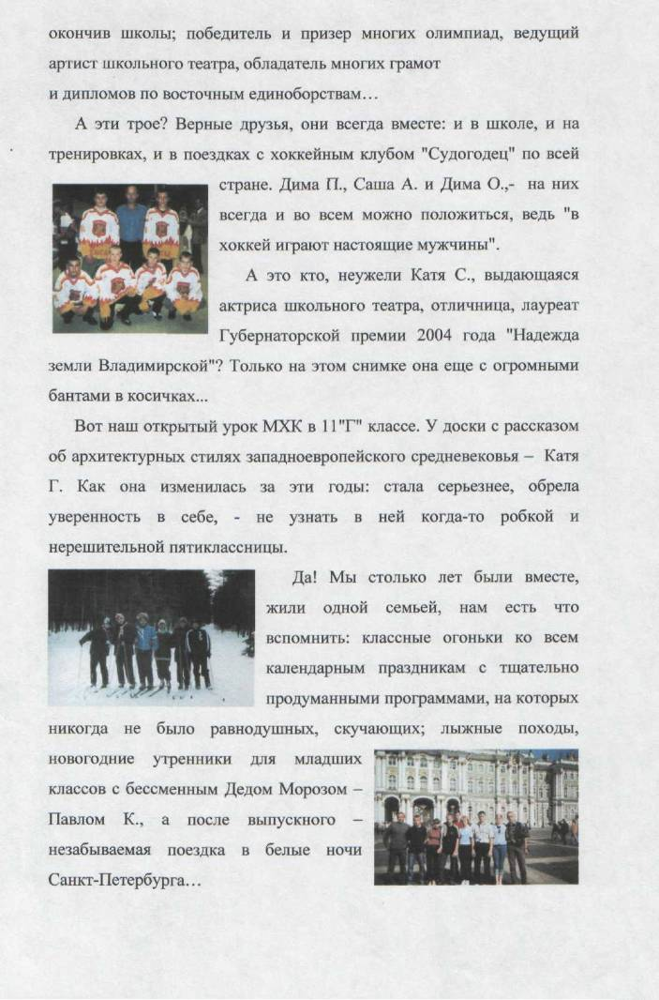 окончив школы; победитель и призер многих олимпиад, ведущий
артист школьного театра, обладатель многих грамот
и дипломов по восточным единоборствам…
А эти трое? Верные друзья, они всегда вместе: и в школе, и на
тренировках, и в поездках с хоккейным клубом "Судогодец" по всей
стране. Дима П., Саша А. и Дима О.,- на них
всегда и во всем можно положиться, ведь "в
хоккей играют настоящие мужчины".
А это кто, неужели Катя С., выдающаяся
актриса школьного театра, отличница, лауреат
Губернаторской премии 2004 года "Надежда
земли Владимирской"? Только на этом снимке она еще с огромными
бантами в косичках...
Вот наш открытый урок МХК в 11"Г" классе. У доски с рассказом
об архитектурных стилях западноевропейского средневековья – Катя
Г. Как она изменилась за эти годы: стала серьезнее, обрела
уверенность в себе, - не узнать в ней когда-то робкой и
нерешительной пятиклассницы.
Да! Мы столько лет были вместе,
жили одной семьей, нам есть что
вспомнить: классные огоньки ко всем
календарным праздникам с тщательно
продуманными программами, на которых
никогда не было равнодушных, скучающих; лыжные походы,
новогодние утренники для младших
классов с бессменным Дедом Морозом –
Павлом К., а после выпускного –
незабываемая поездка в белые ночи
Санкт-Петербурга…